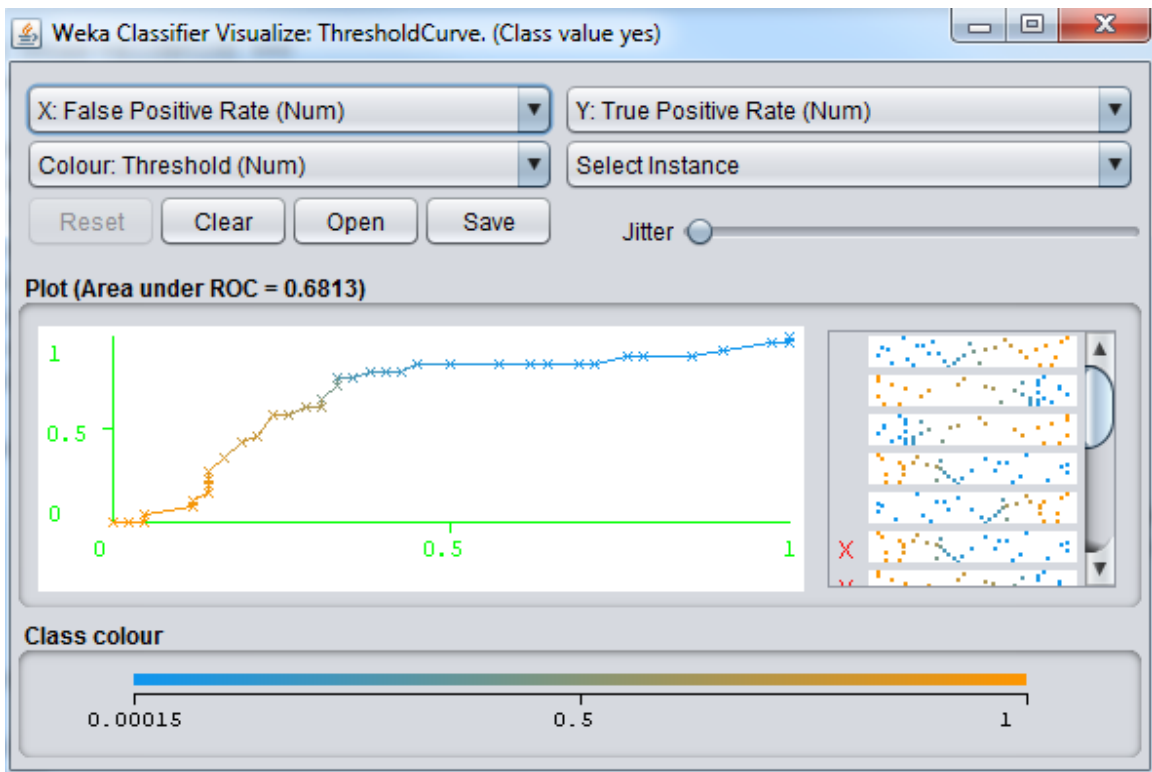 Weka Classifier Visualize: ThresholdCurve. (Class value yes)
X: False Positive Rate (Num)
Y: True Positive Rate (Num)
Colour: Threshold (Num)
Select Instance
Reset
Clear
Open
Save
Jitter
Plot (Area under ROC = 0.6813)
1
0.5
0
0
0.5
1
X
Class colour
0.00015
0.5
1